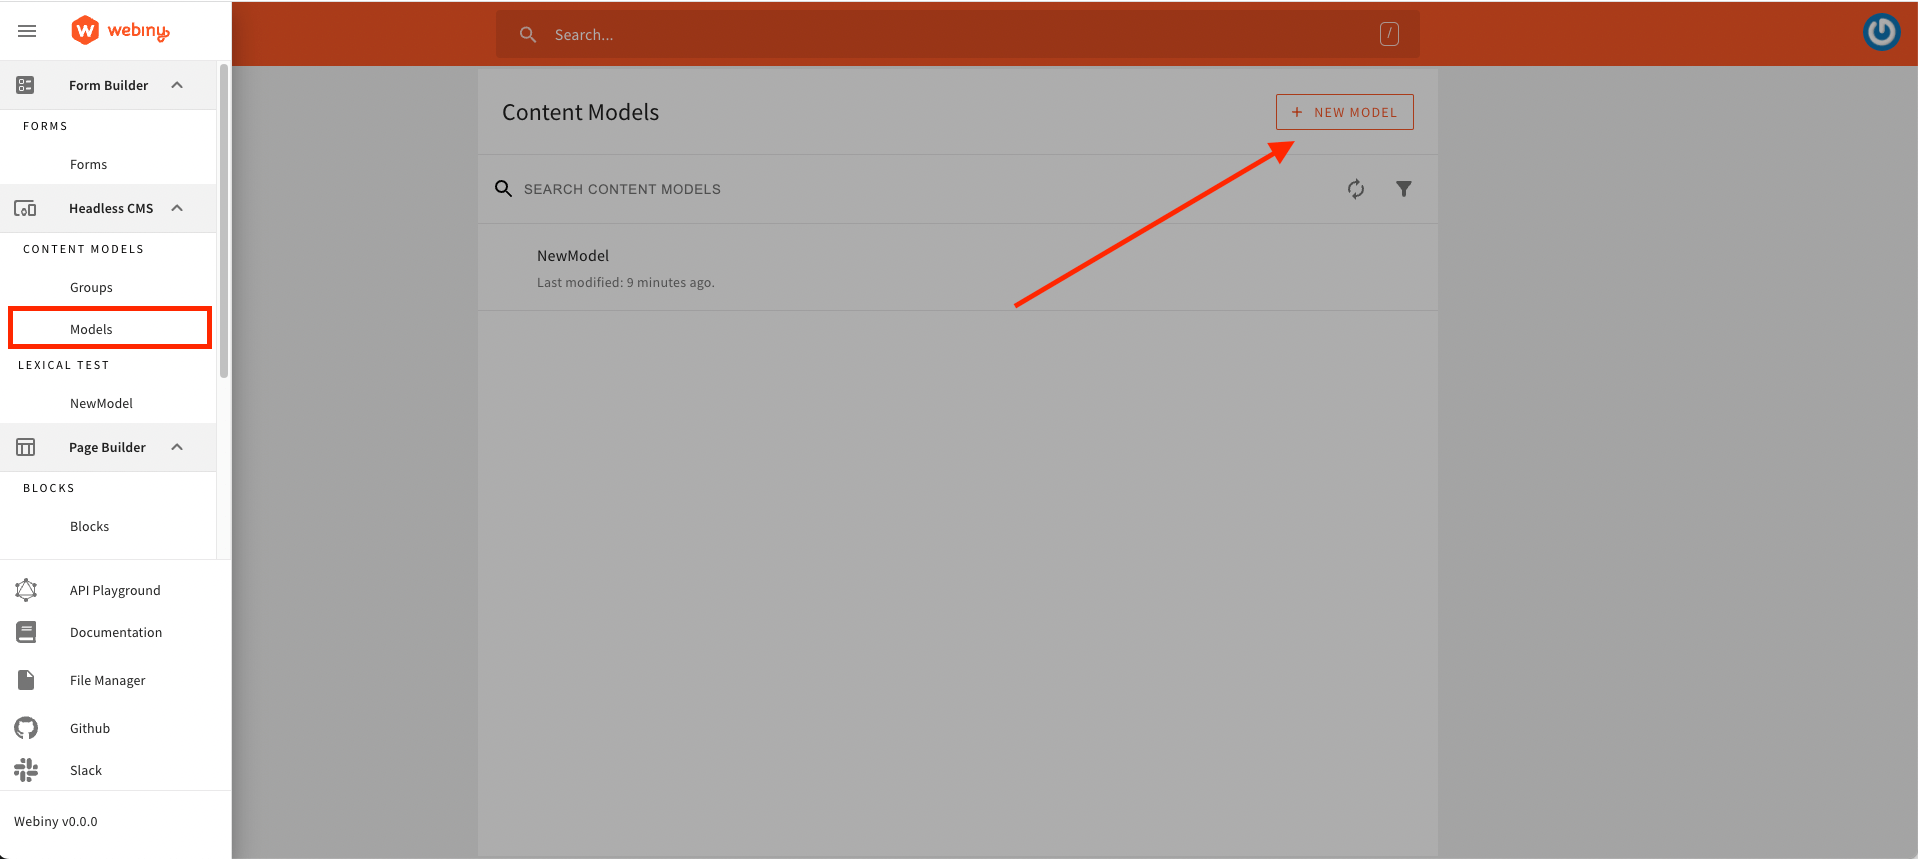 webiny
Search...
/
Form Builder
FORMS
Forms
Headless CMS
CONTENT MODELS
Groups
Models
LEXICAL TEST
NewModel
Page Builder
BLOCKS
Blocks
API Playground
Documentation
File Manager
Github
Slack
Webiny v0.0.0
Content Models
+ NEW MODEL
SEARCH CONTENT MODELS
NewModel
Last modified: 9 minutes ago.